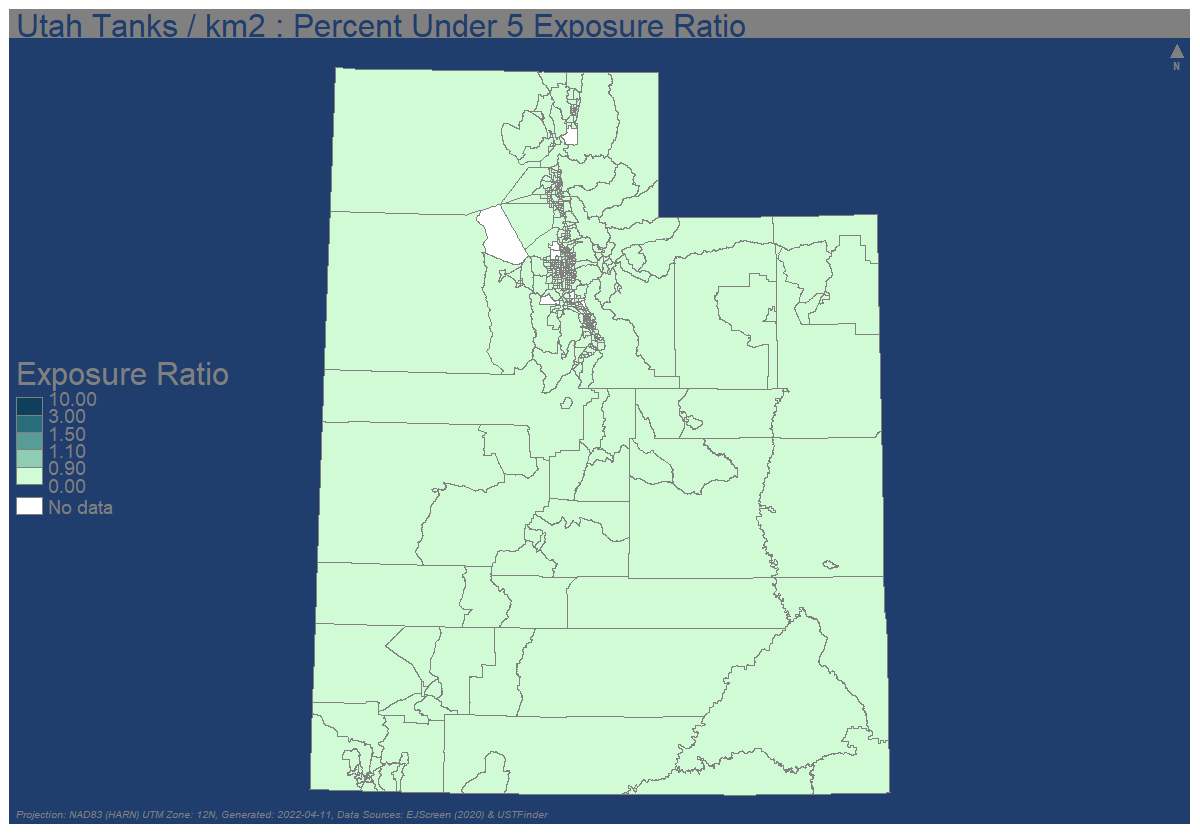 Utah Tanks / km2 : Percent Under 5 Exposure Ratio
N
Exposure Ratio
10.00
3.00
1.50
1.10
0.90
0.00
No data
Projection: NAD83 (HARN) UTM Zone: 12N, Generated: 2022-04-11, Data Sources: EJScreen (2020) & USTFinder